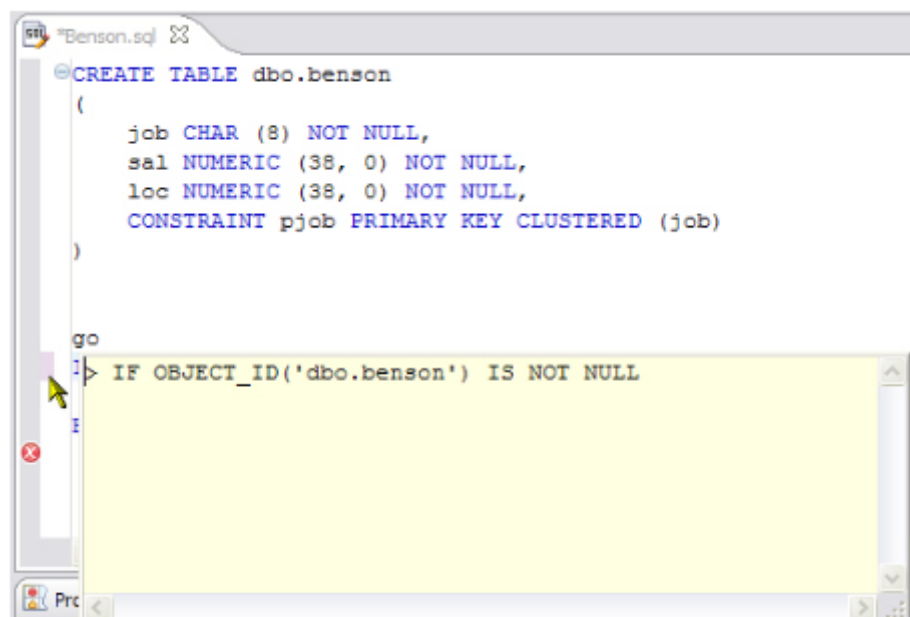 *Benson.sql
CREATE TABLE dbo.benson
(
job CHAR (8) NOT NULL,
sal NUMERIC (38, 0) NOT NULL,
loc NUMERIC (38, 0) NOT NULL,
CONSTRAINT pjob PRIMARY KEY CLUSTERED (job)
)
go
> IF OBJECT_ID('dbo.benson') IS NOT NULL